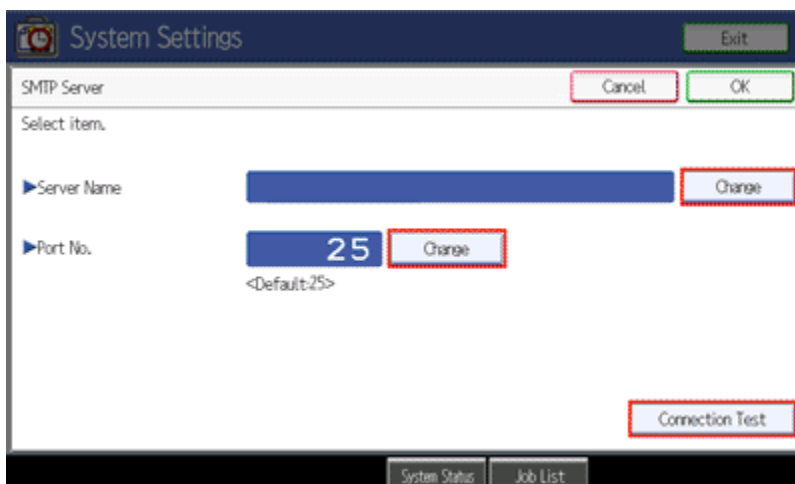 System Settings Exit
SMTP Server Cancel OK
Select item.
▶Server Name Change
▶Port No. 25 Change
<Default:25>
Connection Test
System Status Job List